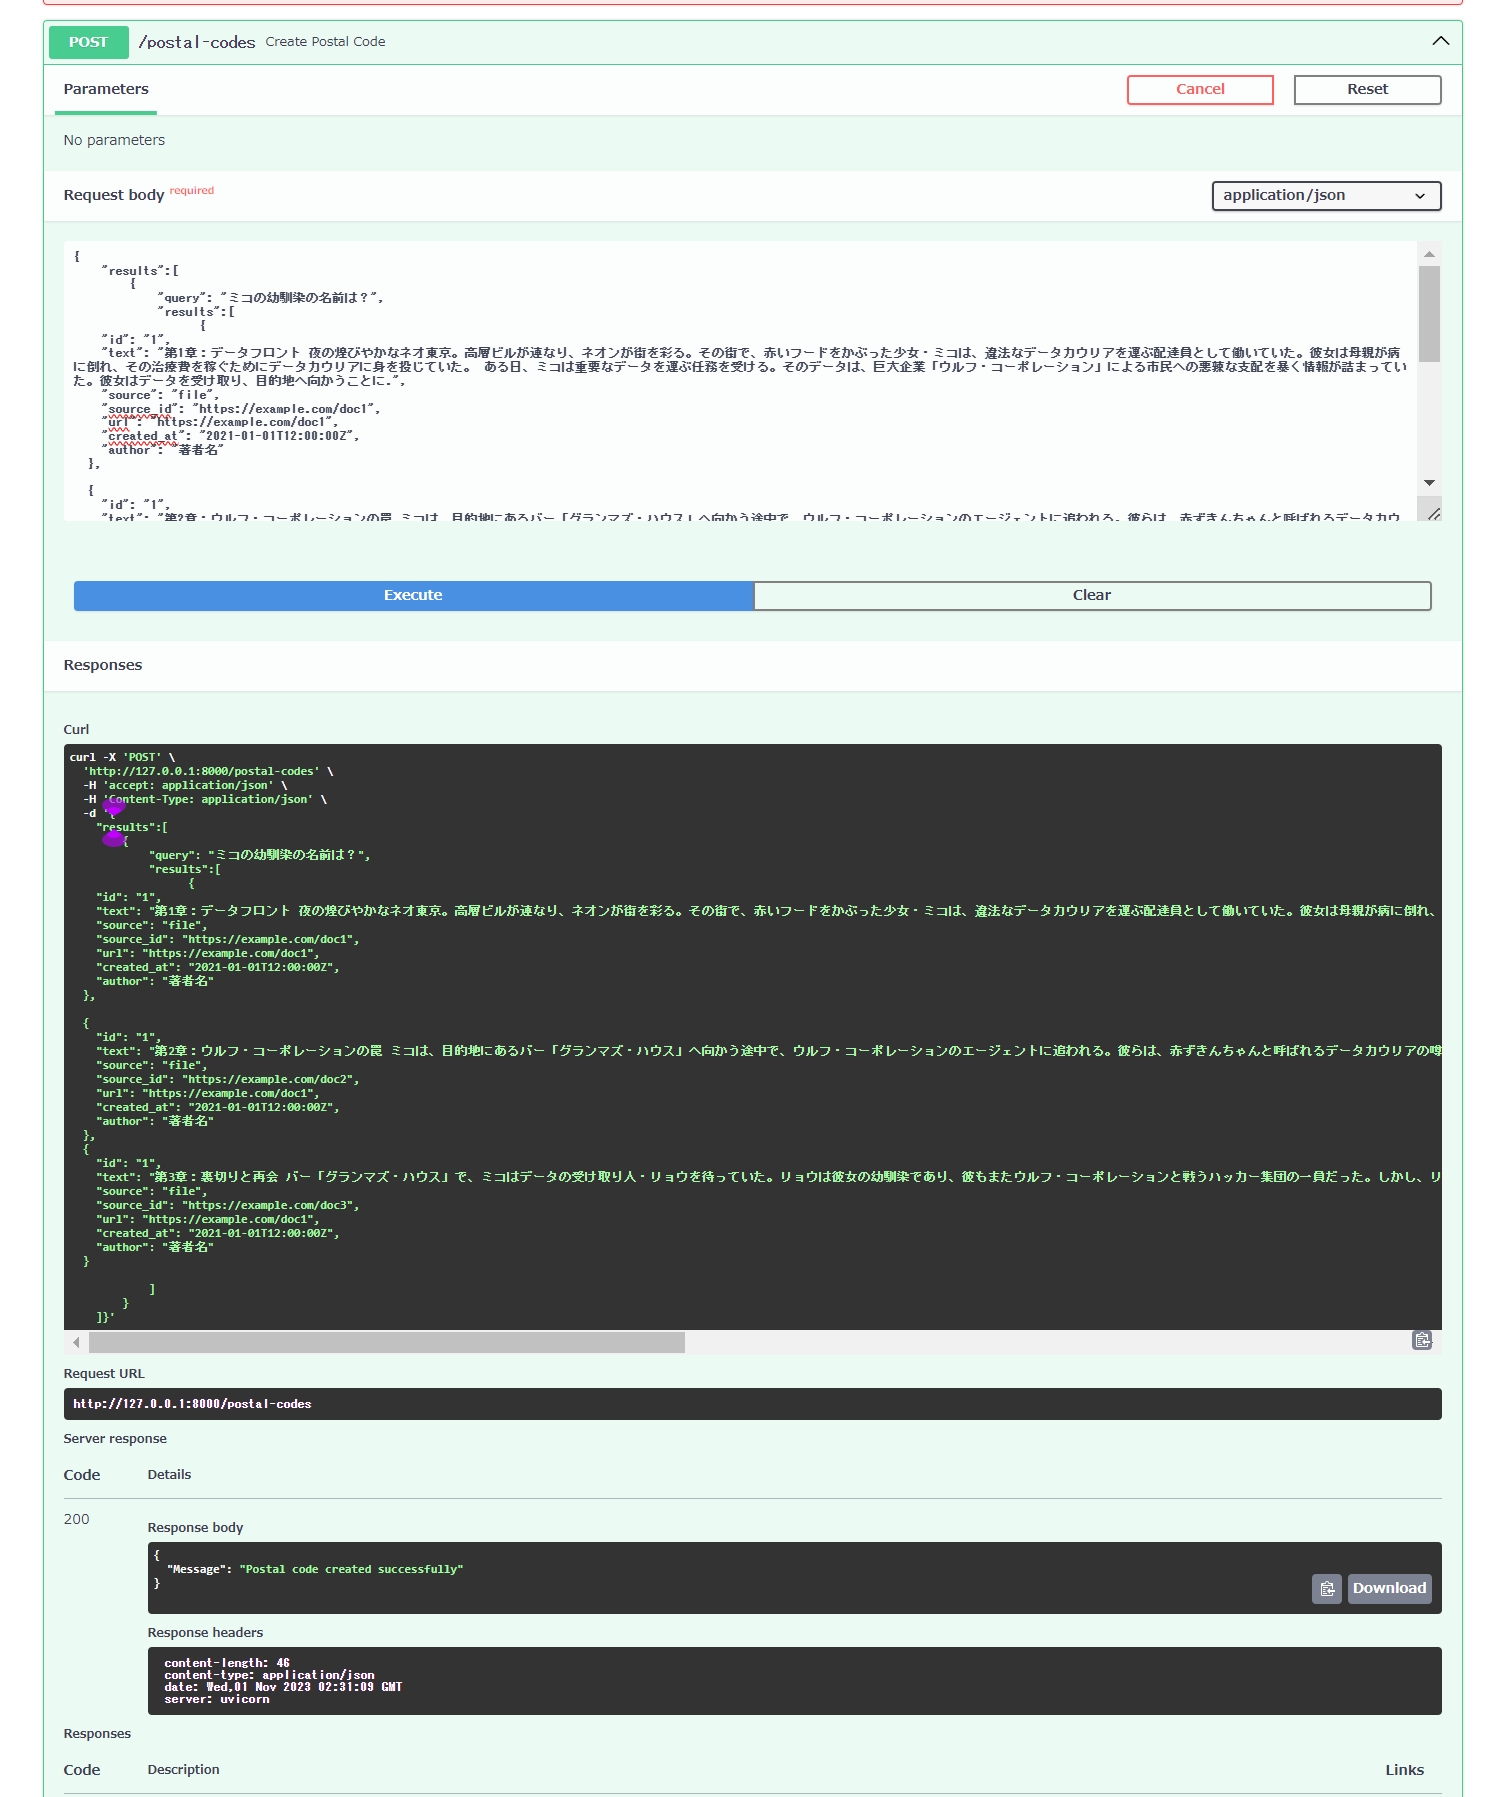 POST /postal-codes Create Postal Code
Parameters
Cancel
Reset
No parameters
Request body required
application/json
{
"results":[
{
"query": "ミコの幼馴染の名前は？",
"results":[
{
"id": "1",
"text": "第1章：データフロント 夜の煌びやかなネオ東京。高層ビルが連なり、ネオンが街を彩る。その街で、赤いフードをかぶった少女・ミコは、違法なデータカウリアを運ぶ配達員として働いていた。彼女は母親が病
に倒れ、その治療費を稼ぐためにデータカウリアに身を投じていた。 ある日、ミコは重要なデータを運ぶ任務を受ける。そのデータは、巨大企業「ウルフ・コーポレーション」による市民への悪辣な支配を暴く情報が詰まってい
た。彼女はデータを受け取り、目的地へ向かうことに.",
"source": "file",
"source_id": "https://example.com/doc1",
"url": "https://example.com/doc1",
"created_at": "2021-01-01T12:00:00Z",
"author": "著者名"
},
{
"id": "1",
"text": "第2章：ウルフ・コーポレーションの罠 ミコは、目的地にあるバー「グランマズ・ハウス」へ向かう途中で、ウルフ・コーポレーションのエージェントに追われる。彼らは、赤ずきんちゃんと呼ばれるデータカウ
Execute
Clear
Responses
Curl
curl -X 'POST' \
'http://127.0.0.1:8000/postal-codes' \
-H 'accept: application/json' \
-H 'Content-Type: application/json' \
-d '{
"results":[
{
"query": "ミコの幼馴染の名前は？",
"results":[
{
"id": "1",
"text": "第1章：データフロント 夜の煌びやかなネオ東京。高層ビルが連なり、ネオンが街を彩る。その街で、赤いフードをかぶった少女・ミコは、違法なデータカウリアを運ぶ配達員として働いていた。彼女は母親が病に倒れ、
"source": "file",
"source_id": "https://example.com/doc1",
"url": "https://example.com/doc1",
"created_at": "2021-01-01T12:00:00Z",
"author": "著者名"
},
{
"id": "1",
"text": "第2章：ウルフ・コーポレーションの罠 ミコは、目的地にあるバー「グランマズ・ハウス」へ向かう途中で、ウルフ・コーポレーションのエージェントに追われる。彼らは、赤ずきんちゃんと呼ばれるデータカウリアの噂
"source": "file",
"source_id": "https://example.com/doc2",
"url": "https://example.com/doc1",
"created_at": "2021-01-01T12:00:00Z",
"author": "著者名"
},
{
"id": "1",
"text": "第3章：裏切りと再会 バー「グランマズ・ハウス」で、ミコはデータの受け取り人・リョウを待っていた。リョウは彼女の幼馴染であり、彼もまたウルフ・コーポレーションと戦うハッカー集団の一員だった。しかし、リ
"source": "file",
"source_id": "https://example.com/doc3",
"url": "https://example.com/doc1",
"created_at": "2021-01-01T12:00:00Z",
"author": "著者名"
}
]
}
]}'
Request URL
http://127.0.0.1:8000/postal-codes
Server response
Code Details
200
Response body
{
"Message": "Postal code created successfully"
}
Download
Response headers
content-length: 46
content-type: application/json
date: Wed,01 Nov 2023 02:31:09 GMT
server: uvicorn
Responses
Code Description Links